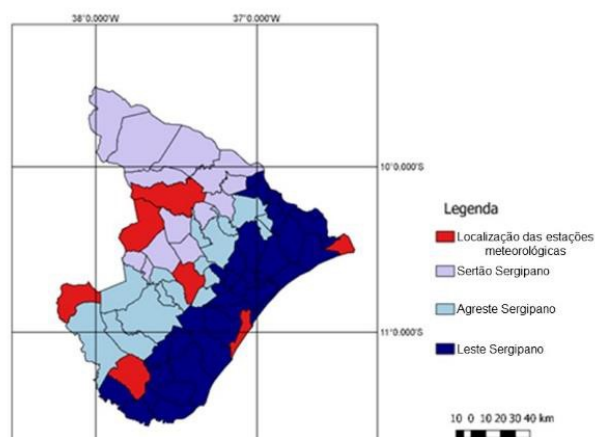 38°0.000'W 37°0.000'W
10°0.000'S
11°0.000'S
Legenda
Localização das estações
meteorológicas
Sertão Sergipano
Agreste Sergipano
Leste Sergipano
10 0 10 20 30 40 km